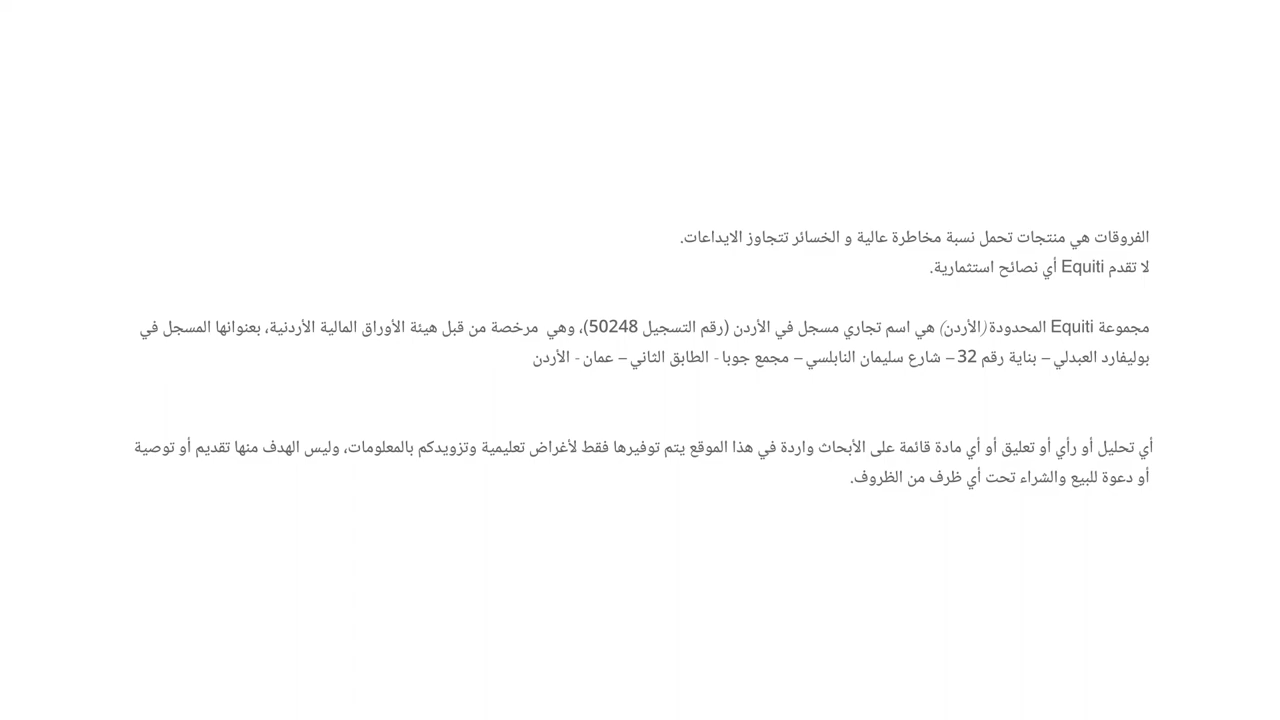 الفروقات هي منتجات تحمل نسبة مخاطرة عالية و الخسائر تتجاوز الايداعات.
لا تقدم Equiti أي نصائح استثمارية.
مجموعة Equiti المحدودة (الأردن) هي اسم تجاري مسجل في الأردن (رقم التسجيل 50248)، وهي مرخصة من قبل هيئة الأوراق المالية الأردنية، بعنوانها المسجل في
بوليفارد العبدلي – بناية رقم 32 – شارع سليمان النابلسي – مجمع جوبا - الطابق الثاني – عمان - الأردن
أي تحليل أو رأي أو تعليق أو أي مادة قائمة على الأبحاث واردة في هذا الموقع يتم توفيرها فقط لأغراض تعليمية وتزويدكم بالمعلومات، وليس الهدف منها تقديم أو توصية
أو دعوة للبيع والشراء تحت أي ظرف من الظروف.